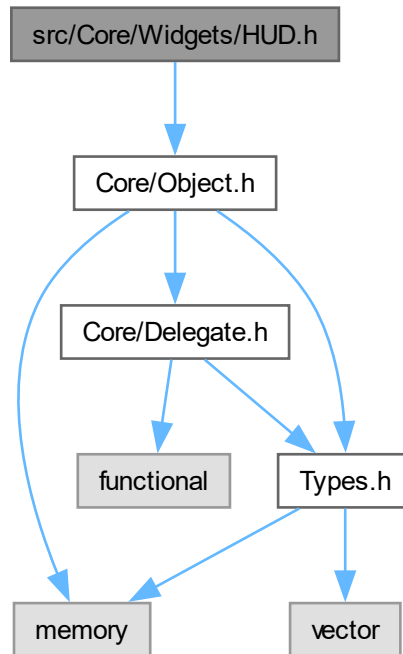 src/Core/Widgets/HUD.h
Core/Object.h
Core/Delegate.h
functional
Types.h
memory
vector